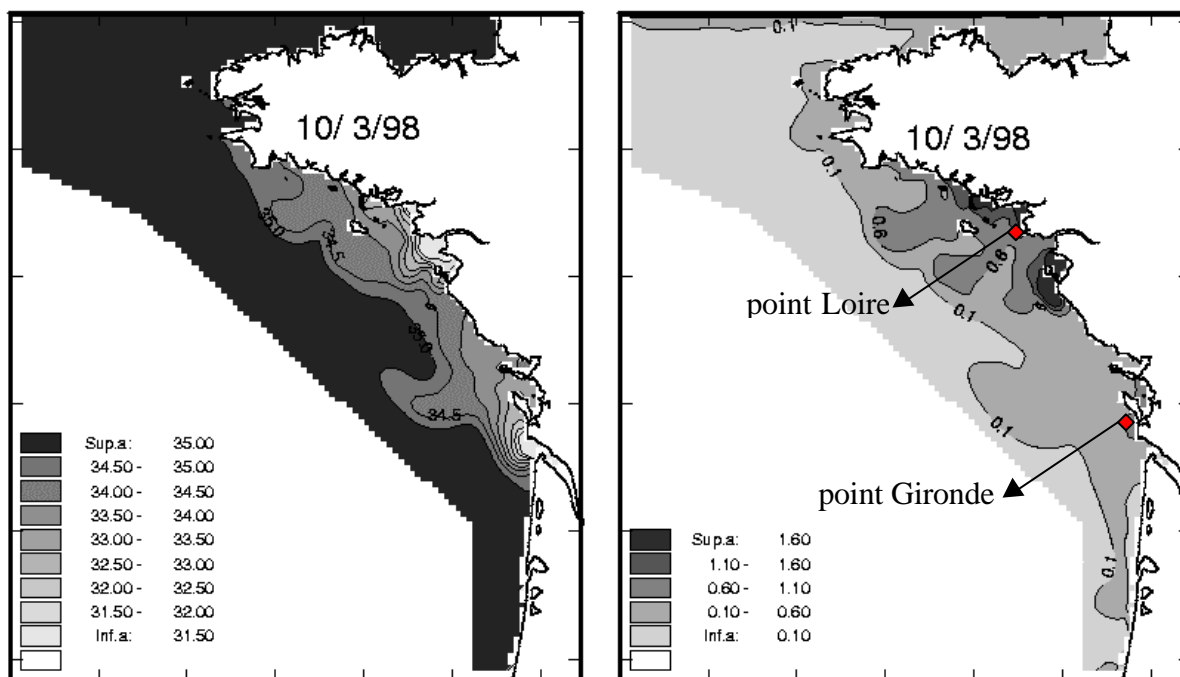 10/ 3/98
35.0
34.5
35.0
34.5
Sup.a: 35.00
34.50 - 35.00
34.00 - 34.50
33.50 - 34.00
33.00 - 33.50
32.50 - 33.00
32.00 - 32.50
31.50 - 32.00
Inf.a: 31.50
0.1
10/ 3/98
0.1
0.6
0.6
point Loire
0.1
0.1
point Gironde
0.1
Sup.a: 1.60
1.10 - 1.60
0.60 - 1.10
0.10 - 0.60
Inf.a: 0.10